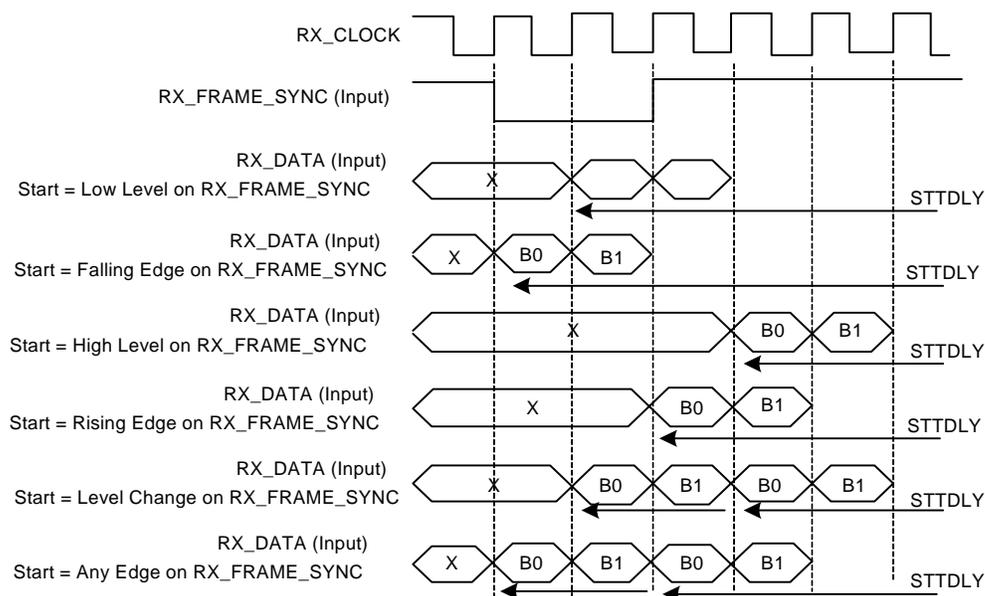 RX_CLOCK
RX_FRAME_SYNC (Input)
RX_DATA (Input)
Start = Low Level on RX_FRAME_SYNC
X
STTDLY
RX_DATA (Input)
Start = Falling Edge on RX_FRAME_SYNC
X B0 B1
STTDLY
RX_DATA (Input)
Start = High Level on RX_FRAME_SYNC
X B0 B1
STTDLY
RX_DATA (Input)
Start = Rising Edge on RX_FRAME_SYNC
X B0 B1
STTDLY
RX_DATA (Input)
Start = Level Change on RX_FRAME_SYNC
X B0 B1 B0 B1
STTDLY
RX_DATA (Input)
Start = Any Edge on RX_FRAME_SYNC
X B0 B1 B0 B1
STTDLY